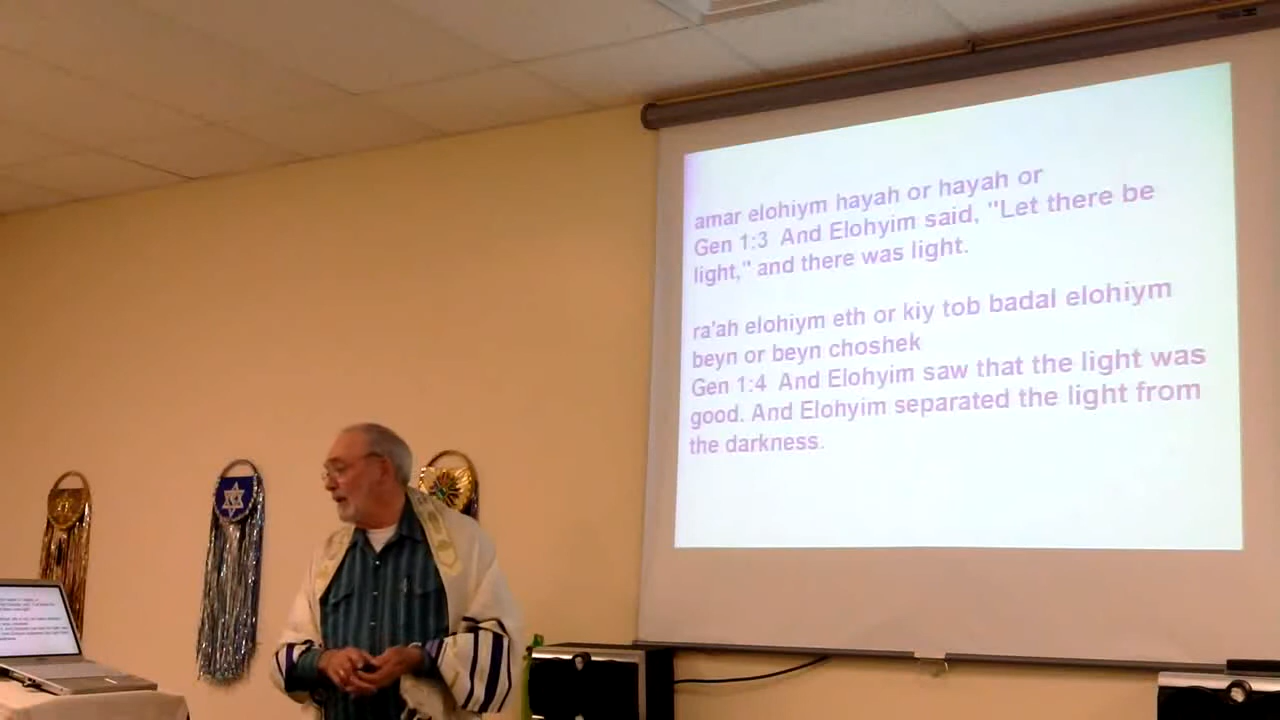 amar elohiym hayah or hayah or
Gen 1:3 And Elohyim said, "Let there be
light," and there was light.
ra'ah elohiym eth or kiy tob badal elohiym
beyn or beyn choshek
Gen 1:4 And Elohyim saw that the light was
good. And Elohyim separated the light from
the darkness.